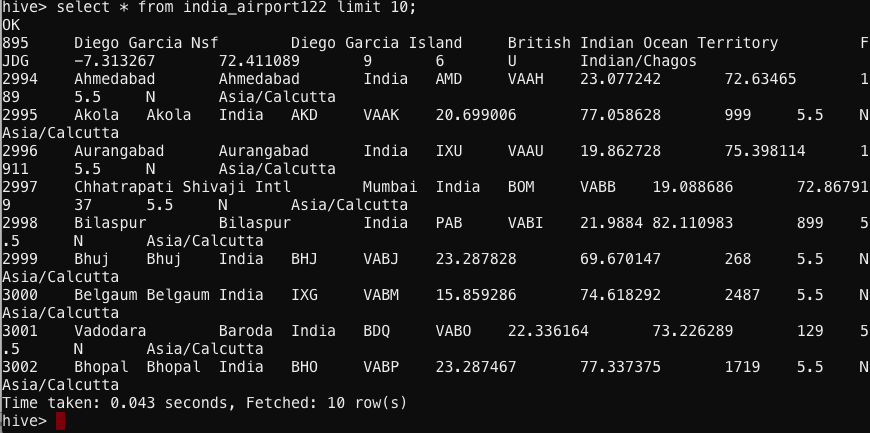 hive> select * from india_airport122 limit 10;
OK
895 Diego Garcia Nsf Diego Garcia Island British Indian Ocean Territory F
JDG -7.313267 72.411089 9 6 U Indian/Chagos
2994 Ahmedabad Ahmedabad India AMD VAAH 23.077242 72.63465 1
89 5.5 N Asia/Calcutta
2995 Akola Akola India AKD VAAK 20.699006 77.058628 999 5.5 N
Asia/Calcutta
2996 Aurangabad Aurangabad India IXU VAAU 19.862728 75.398114 1
911 5.5 N Asia/Calcutta
2997 Chhatrapati Shivaji Intl Mumbai India BOM VABB 19.088686 72.86791
9 37 5.5 N Asia/Calcutta
2998 Bilaspur Bilaspur India PAB VABI 21.9884 82.110983 899 5
.5 N Asia/Calcutta
2999 Bhuj Bhuj India BHJ VABJ 23.287828 69.670147 268 5.5 N
Asia/Calcutta
3000 Belgaum Belgaum India IXG VABM 15.859286 74.618292 2487 5.5 N
Asia/Calcutta
3001 Vadodara Baroda India BDQ VABO 22.336164 73.226289 129 5
.5 N Asia/Calcutta
3002 Bhopal Bhopal India BHO VABP 23.287467 77.337375 1719 5.5 N
Asia/Calcutta
Time taken: 0.043 seconds, Fetched: 10 row(s)
hive>